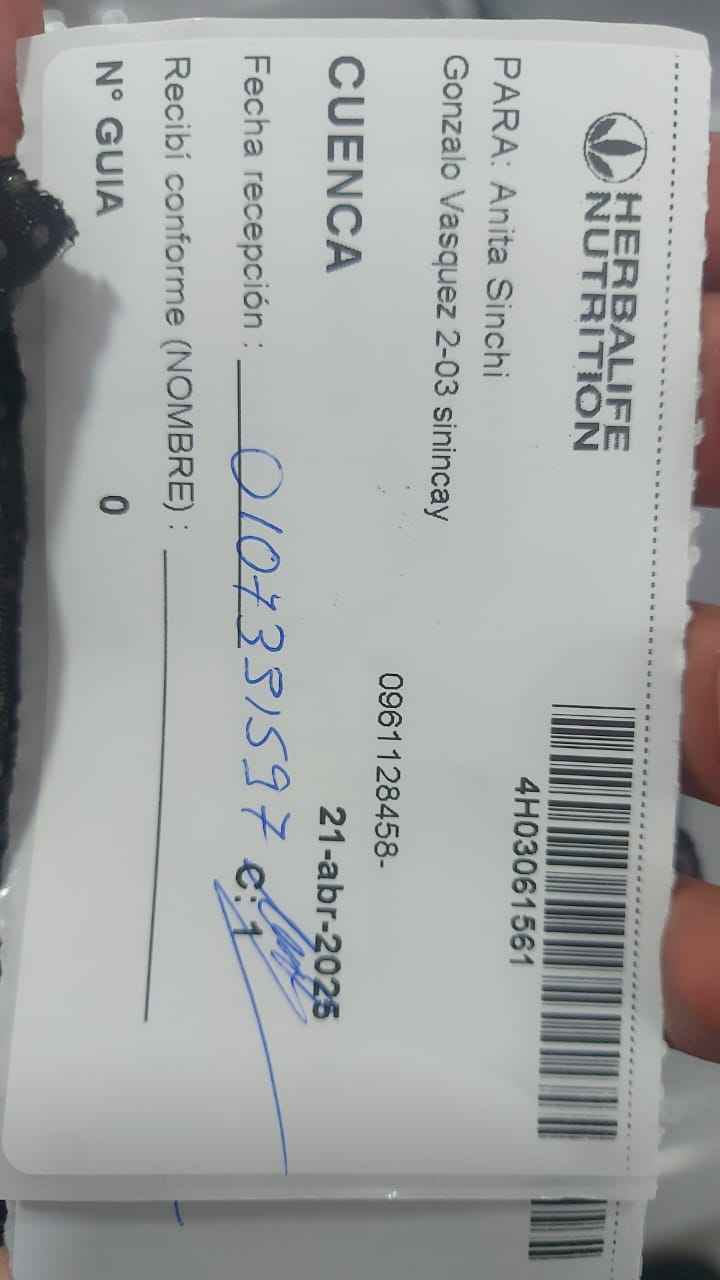 HERBALIFE
NUTRITION
4H03061561
PARA: Anita Sinchi
Gonzalo Vasquez 2-03 sinincay
0961128458-
CUENCA
21-abr-2025
Fecha recepción : 0107351597 C: 1
Recibí conforme (NOMBRE) :
N° GUIA 0